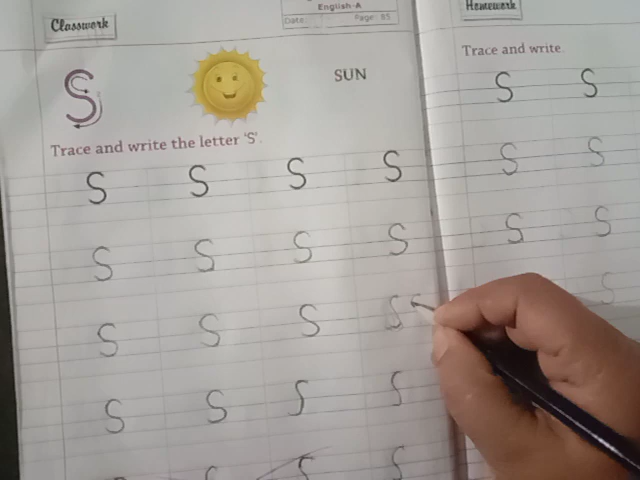 Classwork
English-A
Date: Page: 85
S
SUN
Trace and write the letter 'S'.
S S S S
S S S S
S S S S S
S S S S
S S S
Homework
Trace and write.
S S
S S
S S
S